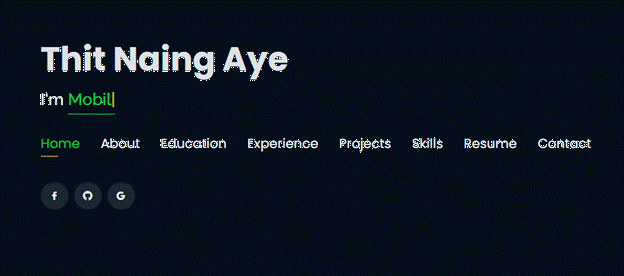 Thit Naing Aye
I'm Mobil
Home About Education Experience Projects Skills Resume Contact